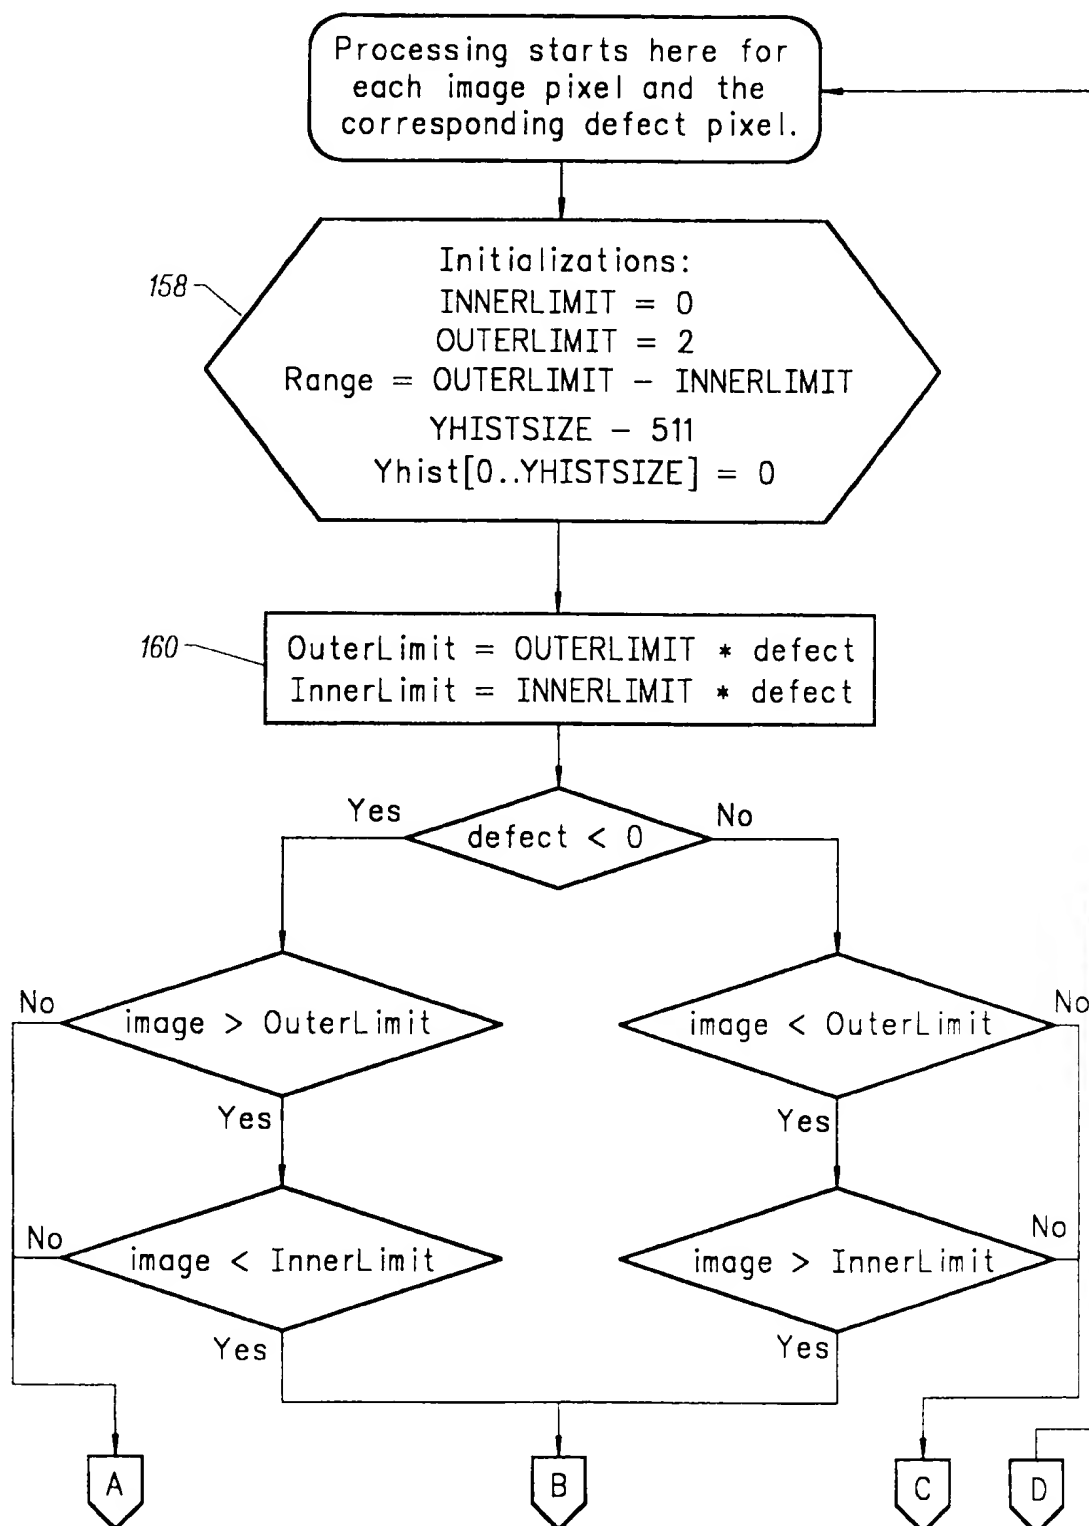 Processing starts here for
each image pixel and the
corresponding defect pixel.
158
Initializations:
INNERLIMIT = 0
OUTERLIMIT = 2
Range = OUTERLIMIT - INNERLIMIT
YHISTSIZE - 511
Yhist[0..YHISTSIZE] = 0
160
OuterLimit = OUTERLIMIT * defect
InnerLimit = INNERLIMIT * defect
Yes
defect < 0
No
No
image > OuterLimit
image < OuterLimit
No
Yes
Yes
No
image < InnerLimit
image > InnerLimit
No
Yes
Yes
A
B
C
D